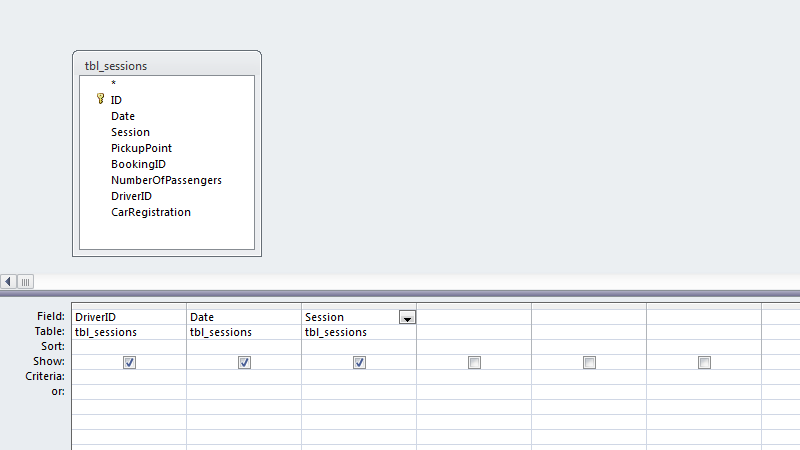 tbl_sessions
*
ID
Date
Session
PickupPoint
BookingID
NumberOfPassengers
DriverID
CarRegistration
Field: DriverID Date Session
Table: tbl_sessions tbl_sessions tbl_sessions
Sort:
Show:
Criteria:
or: